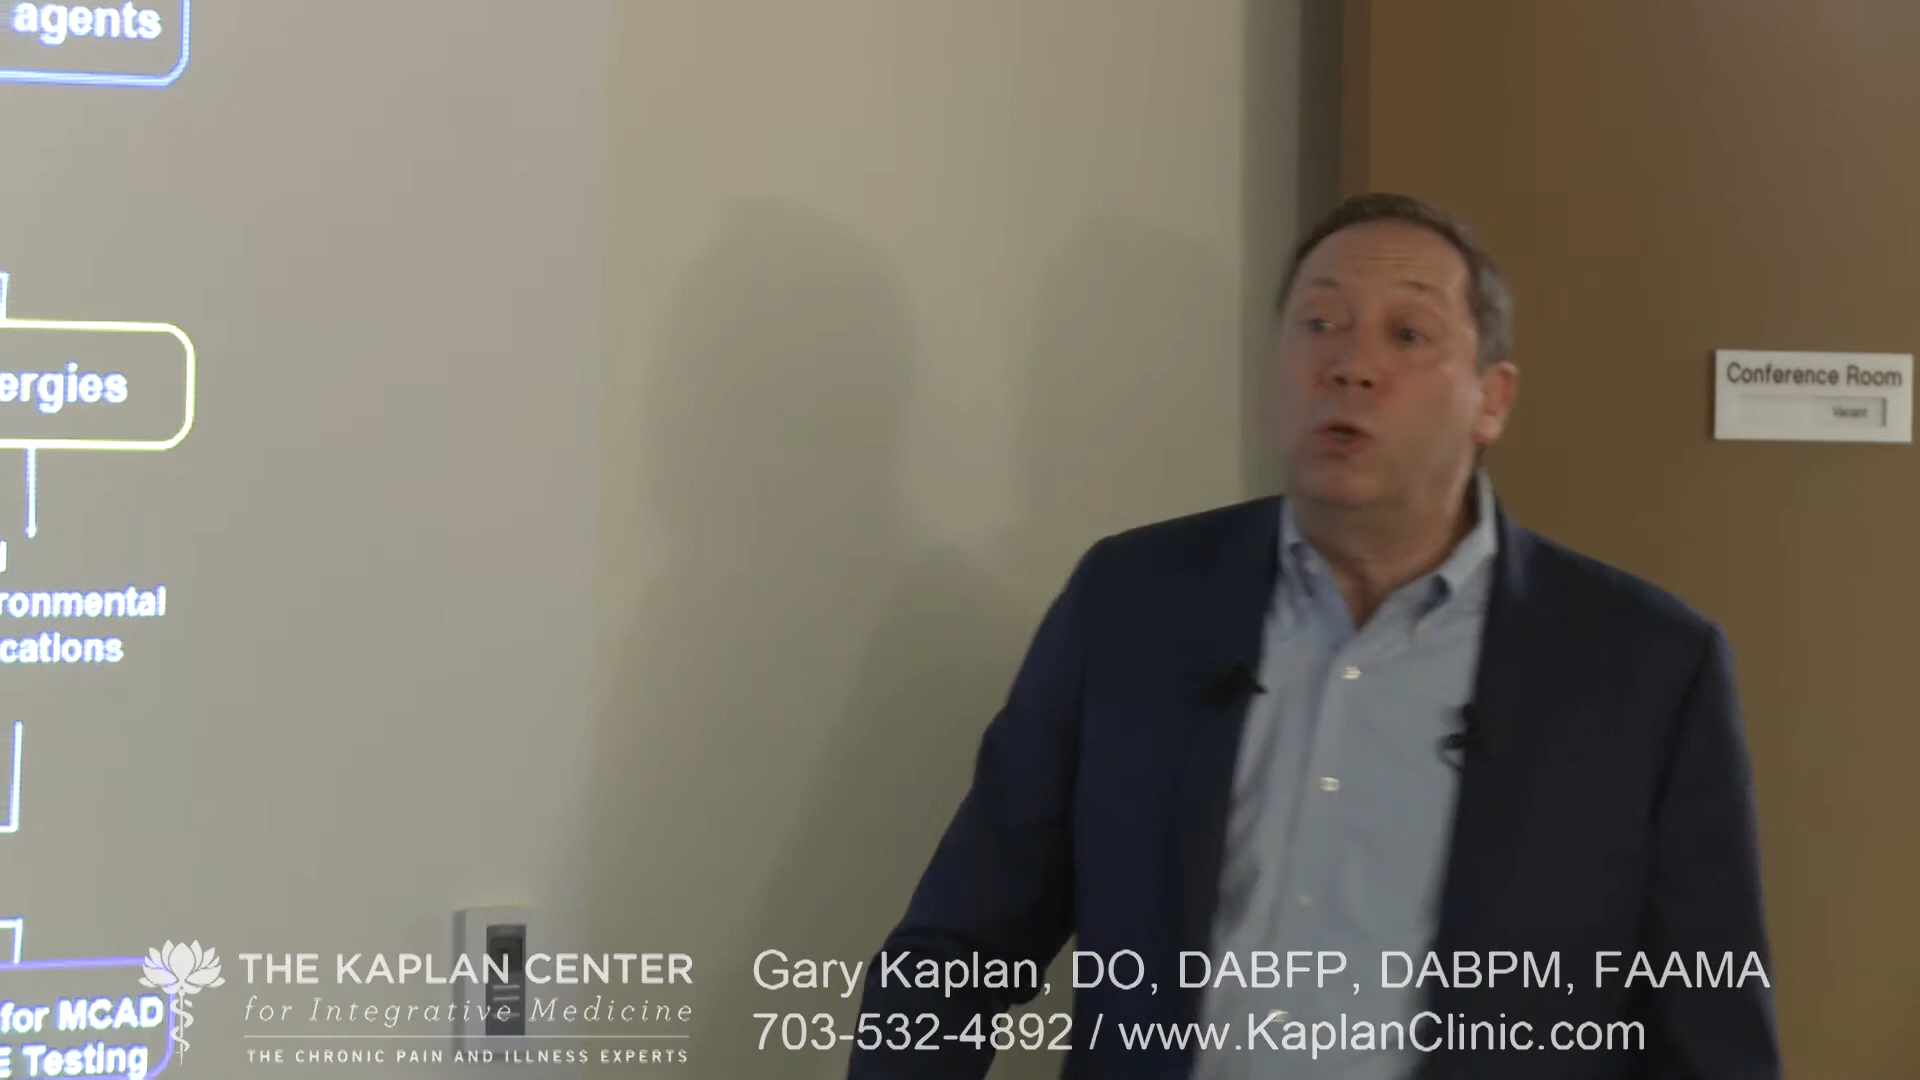 agents
ergies
ronmental
cations
for MCAD
E Testing
Conference Room
Vacant
THE KAPLAN CENTER
for Integrative Medicine
THE CHRONIC PAIN AND ILLNESS EXPERTS
Gary Kaplan, DO, DABFP, DABPM, FAAMA
703-532-4892 / www.KaplanClinic.com